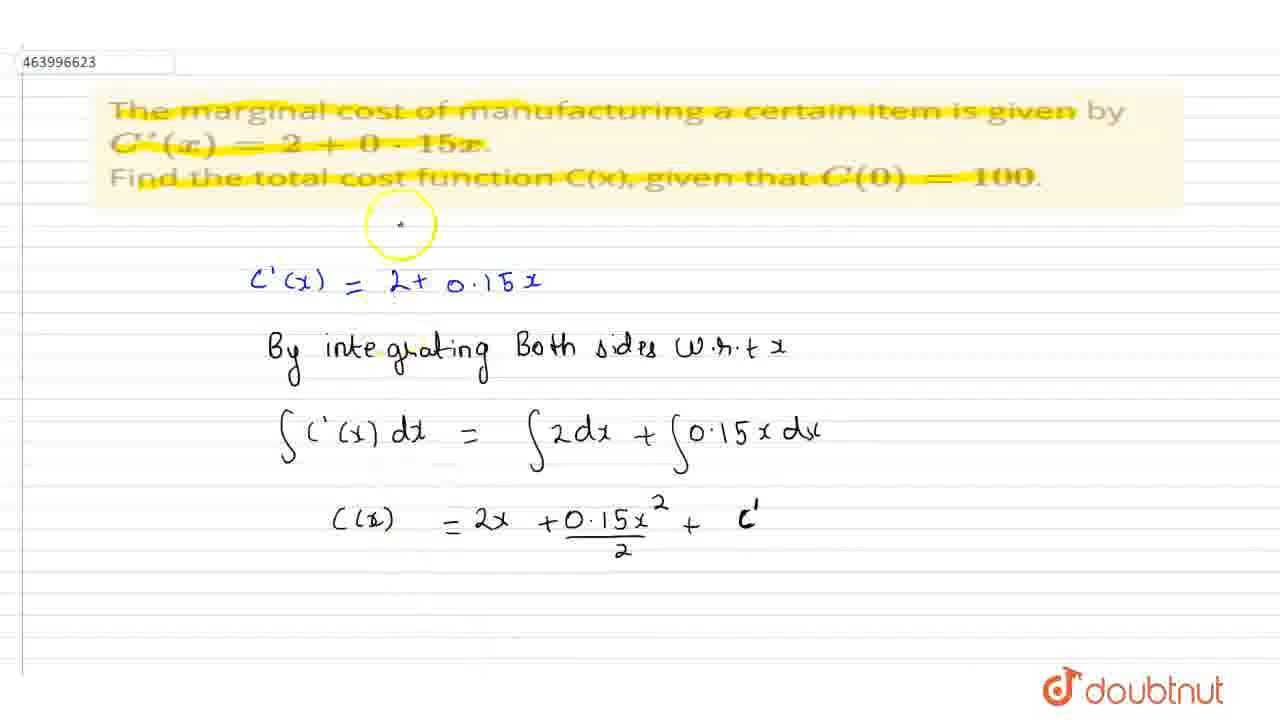 463996623
The marginal cost of manufacturing a certain item is given by
C'(x) = 2 + 0 · 15x.
Find the total cost function C(x), given that C(0) = 100.
C'(x) = 2+ 0.15x
By integrating Both sides w.r.t x
∫ C'(x) dx = ∫ 2dx + ∫ 0.15x dx
C(x) = 2x + 0.15x²/2 + C'
doubtnut